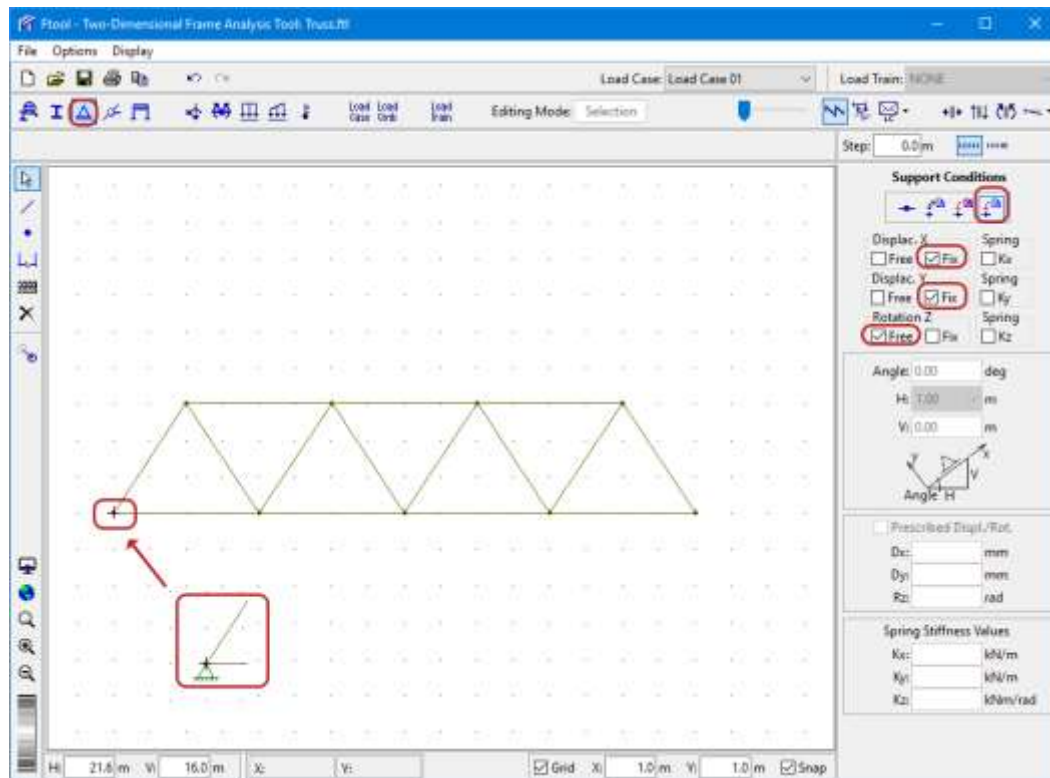 Ftool - Two-Dimensional Frame Analysis Tool: Truss.ftl
File Options Display
Load Case: Load Case 01 Load Train: NONE
Load Case Load Comb Load Train Editing Mode: Selection
Step: 0.0 m
Support Conditions
Displac. X Spring
Free Fix Kx
Displac. Y Spring
Free Fix Ky
Rotation Z Spring
Free Fix Kz
Angle: 0.00 deg
H: 1.00 m
V: 0.00 m
y x
V
Angle H
Prescribed Displ./Rot.
Dx: mm
Dy: mm
Rz: rad
Spring Stiffness Values
Kx: kN/m
Ky: kN/m
Kz: kNm/rad
H: 21.6 m V: 16.0 m X: Y: Grid X: 1.0 m Y: 1.0 m Snap